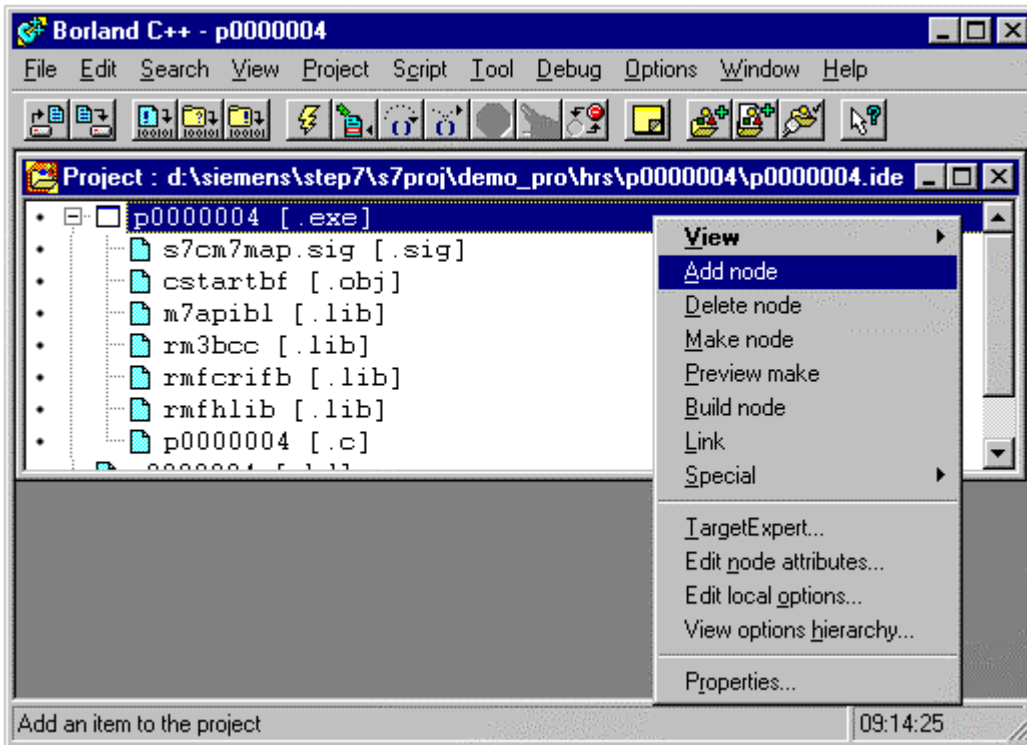 Borland C++ - p0000004
File Edit Search View Project Script Tool Debug Options Window Help
Project : d:\siemens\step7\s7proj\demo_pro\hrs\p0000004\p0000004.ide
p0000004 [.exe]
s7cm7map.sig [.sig]
cstartbf [.obj]
m7apibl [.lib]
rm3bcc [.lib]
rmfcrifb [.lib]
rmfhlib [.lib]
p0000004 [.c]
View
Add node
Delete node
Make node
Preview make
Build node
Link
Special
TargetExpert...
Edit node attributes...
Edit local options...
View options hierarchy...
Properties...
Add an item to the project
09:14:25